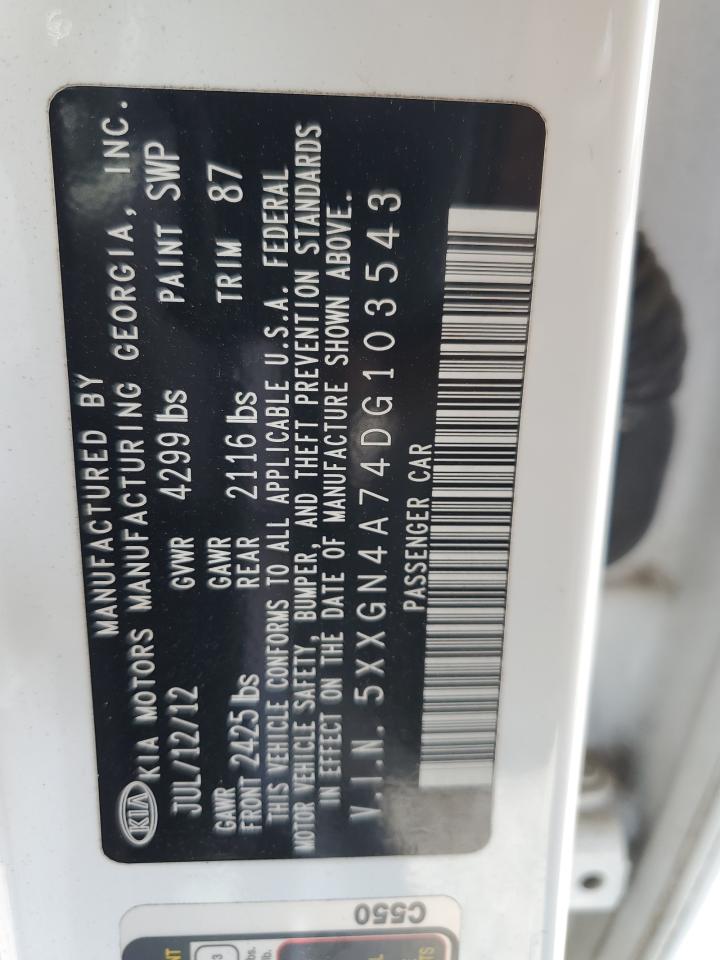 MANUFACTURED BY
KIA KIA MOTORS MANUFACTURING GEORGIA, INC.
JUL/12/12 GVWR 4299 lbs PAINT SWP
GAWR FRONT 2425 lbs GAWR REAR 2116 lbs TRIM 87
THIS VEHICLE CONFORMS TO ALL APPLICABLE U.S.A. FEDERAL
MOTOR VEHICLE SAFETY, BUMPER, AND THEFT PREVENTION STANDARDS
IN EFFECT ON THE DATE OF MANUFACTURE SHOWN ABOVE.
V.I.N. 5XXGN4A74DG103543
PASSENGER CAR
C550
3